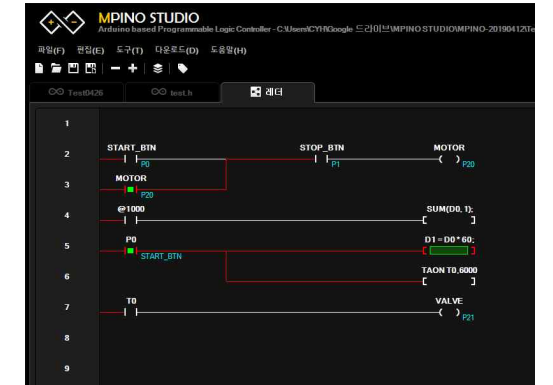 MPINO STUDIO
Arduino based Programmable Logic Controller - C:\Users\CYH\Google 드라이브\MPINO STUDIO\MPINO-20190412\Te
파일(F) 편집(E) 도구(T) 다운로드(D) 도움말(H)
Test0426 test.h 레더
1
START_BTN STOP_BTN MOTOR
2
P0 P1 P20
MOTOR
3
P20
@1000 SUM(D0, 1);
4
P0 D1=D0*60;
5
START_BTN
TAON T0,6000
6
T0 VALVE
7
P21
8
9